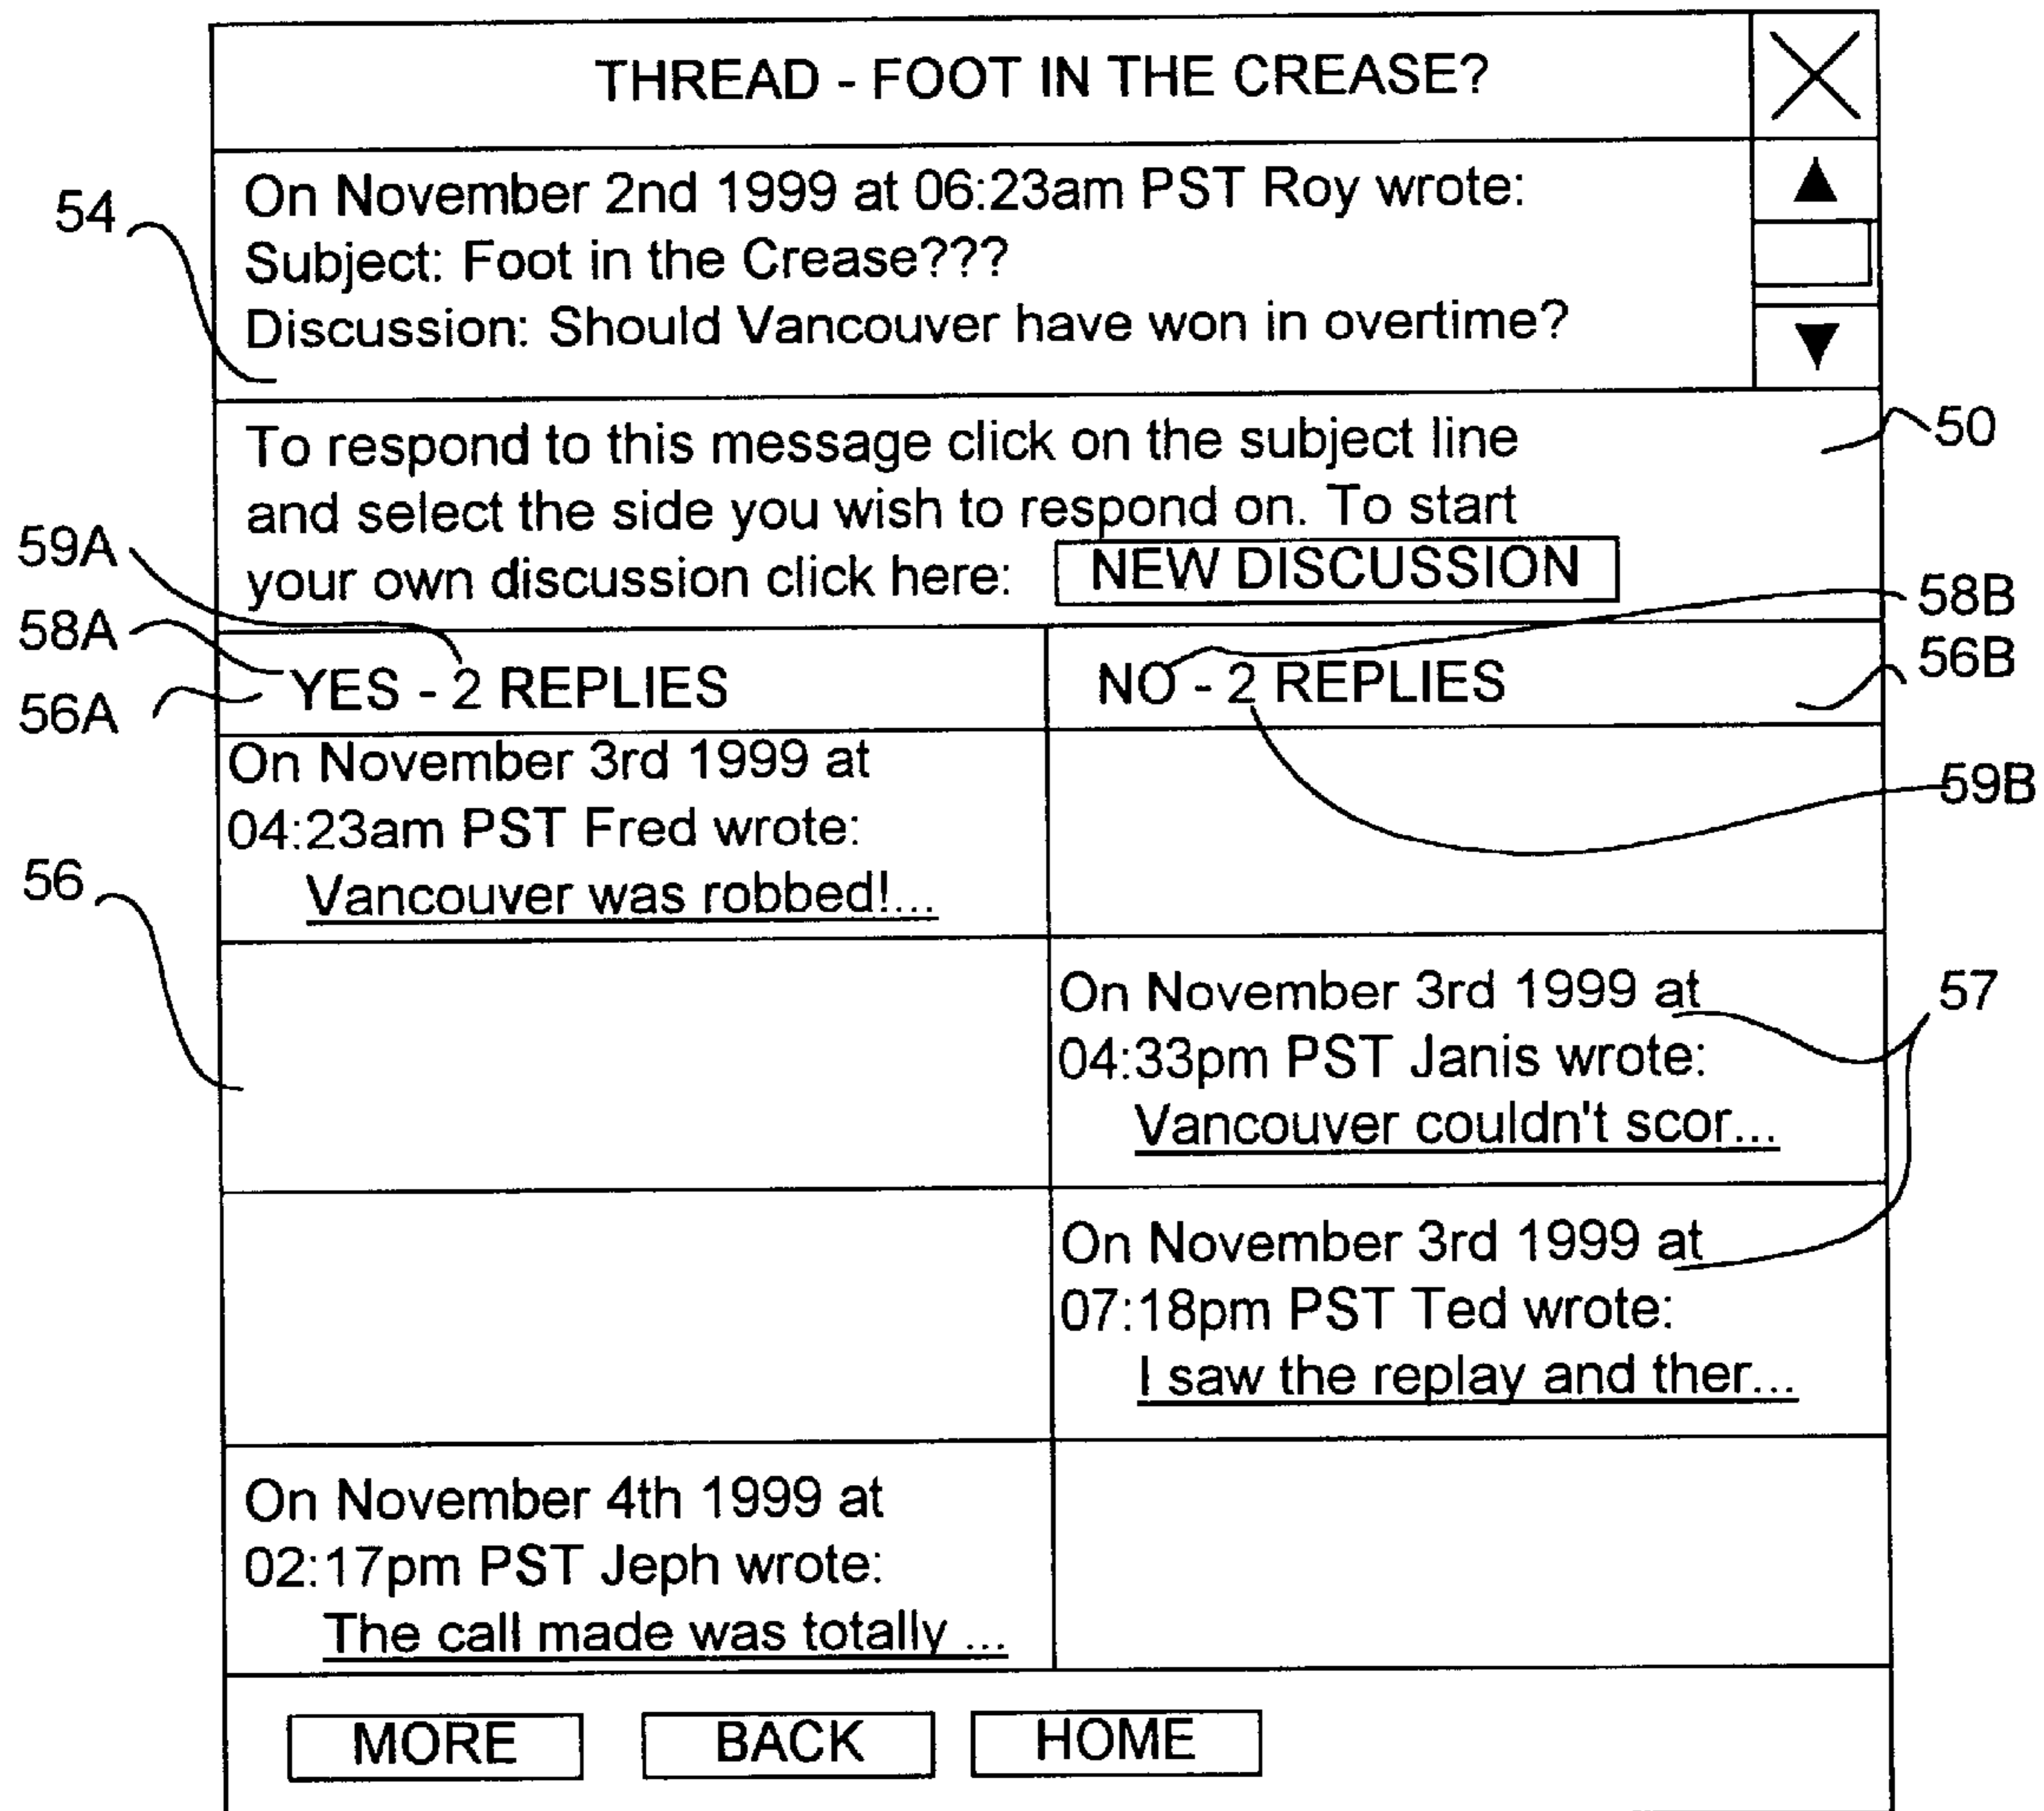 THREAD - FOOT IN THE CREASE?
On November 2nd 1999 at 06:23am PST Roy wrote:
Subject: Foot in the Crease???
Discussion: Should Vancouver have won in overtime?
54
To respond to this message click on the subject line
and select the side you wish to respond on. To start
your own discussion click here: NEW DISCUSSION
50
59A
58A
56A
YES - 2 REPLIES
NO - 2 REPLIES
58B
56B
59B
On November 3rd 1999 at
04:23am PST Fred wrote:
Vancouver was robbed!...
56
On November 3rd 1999 at
04:33pm PST Janis wrote:
Vancouver couldn't scor...
57
On November 3rd 1999 at
07:18pm PST Ted wrote:
I saw the replay and ther...
On November 4th 1999 at
02:17pm PST Jeph wrote:
The call made was totally ...
MORE
BACK
HOME